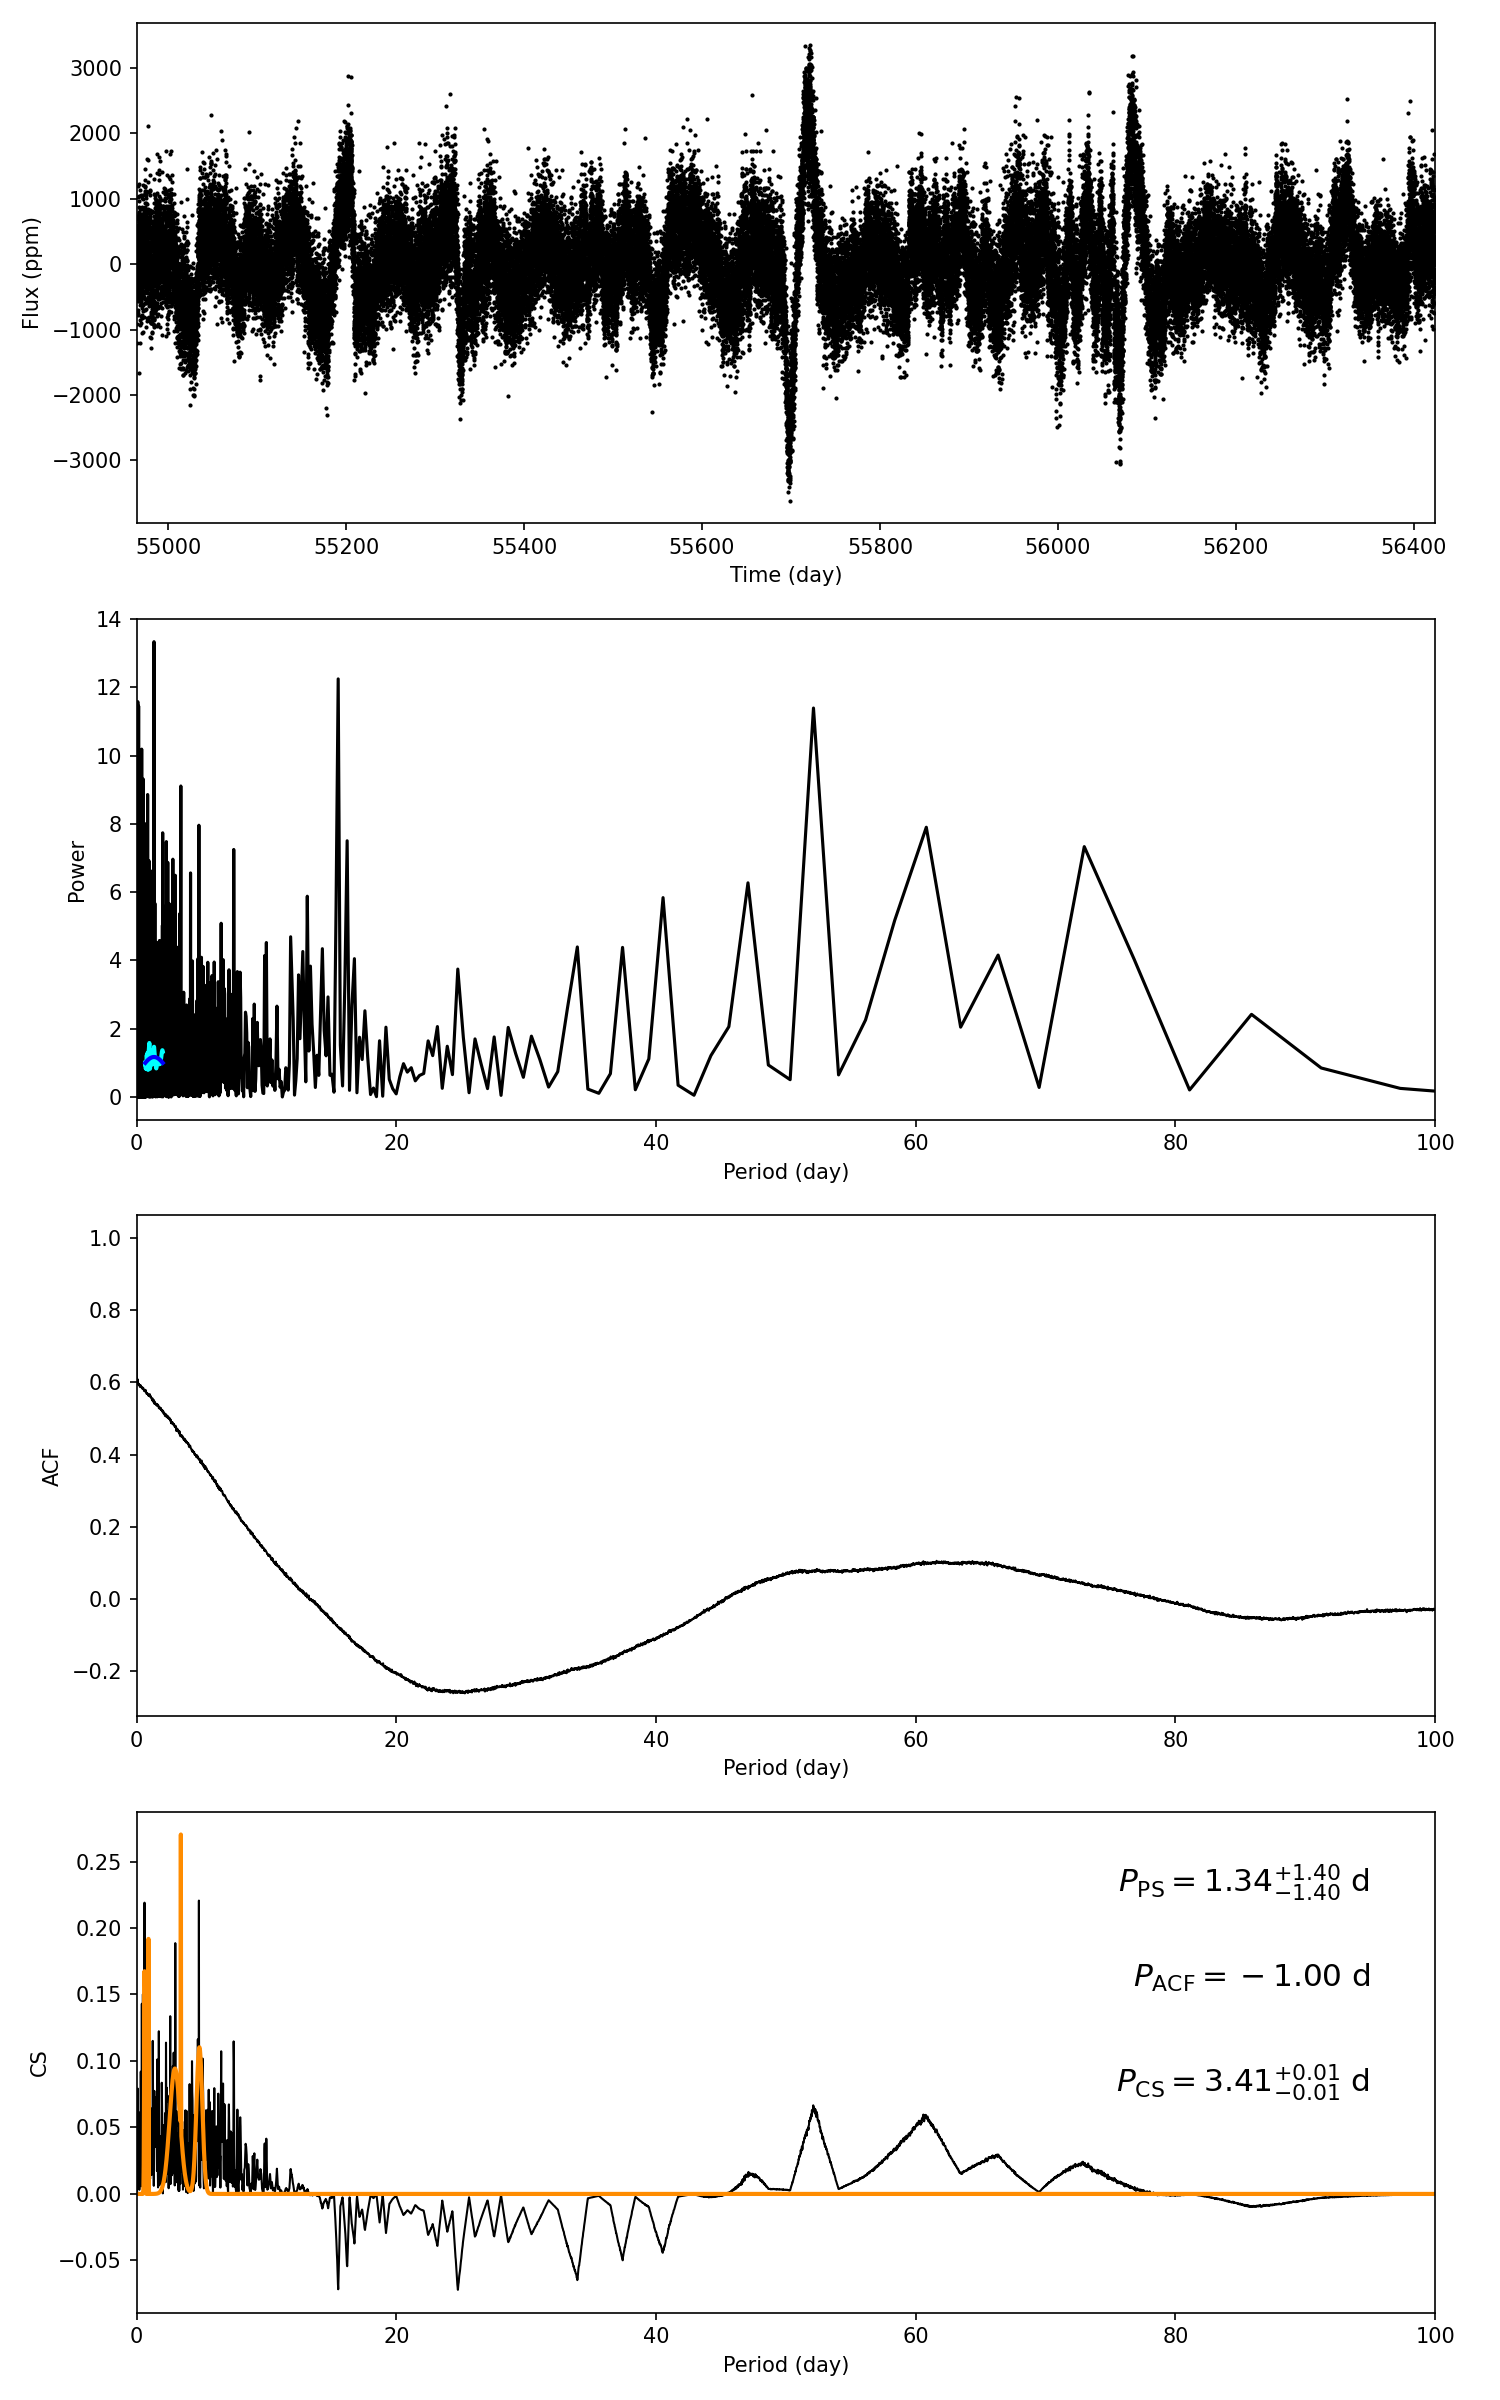 3000
2000
1000
0
−1000
−2000
−3000
Flux (ppm)
55000 55200 55400 55600 55800 56000 56200 56400
Time (day)
14
12
10
8
6
4
2
0
Power
0 20 40 60 80 100
Period (day)
1.0
0.8
0.6
0.4
0.2
0.0
−0.2
ACF
0 20 40 60 80 100
Period (day)
0.25
0.20
0.15
0.10
0.05
0.00
−0.05
CS
P_PS = 1.34^{+1.40}_{−1.40} d
P_ACF = −1.00 d
P_CS = 3.41^{+0.01}_{−0.01} d
0 20 40 60 80 100
Period (day)